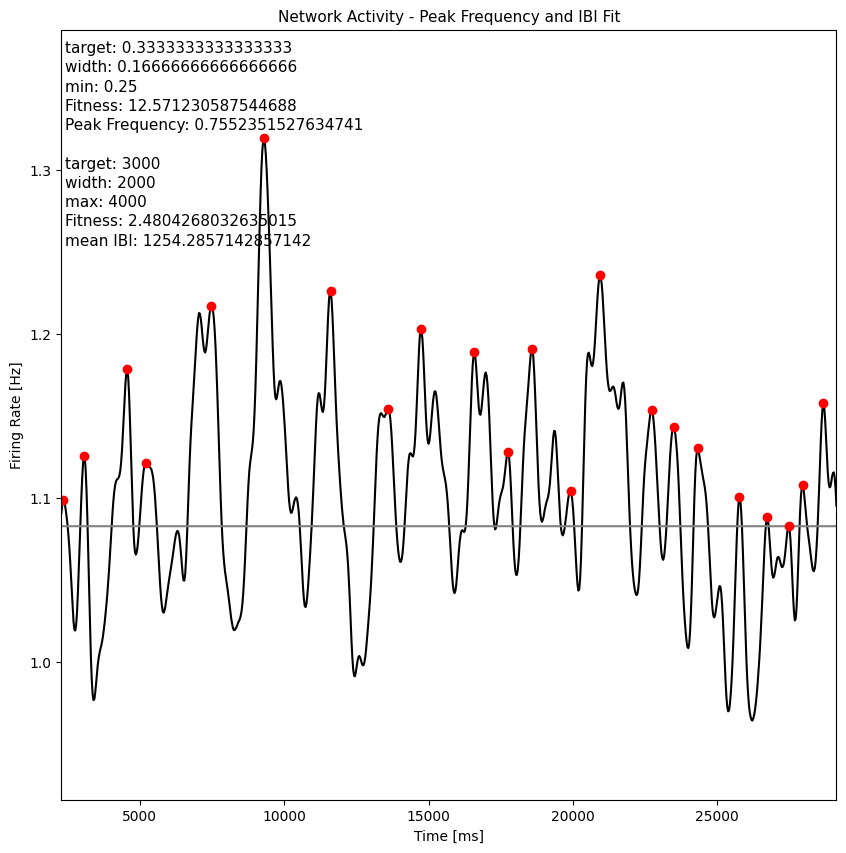 Network Activity - Peak Frequency and IBI Fit
target: 0.3333333333333333
width: 0.16666666666666666
min: 0.25
Fitness: 12.571230587544688
Peak Frequency: 0.7552351527634741
target: 3000
width: 2000
max: 4000
Fitness: 2.4804268032635015
mean IBI: 1254.2857142857142
1.3
1.2
1.1
1.0
Firing Rate [Hz]
5000 10000 15000 20000 25000
Time [ms]